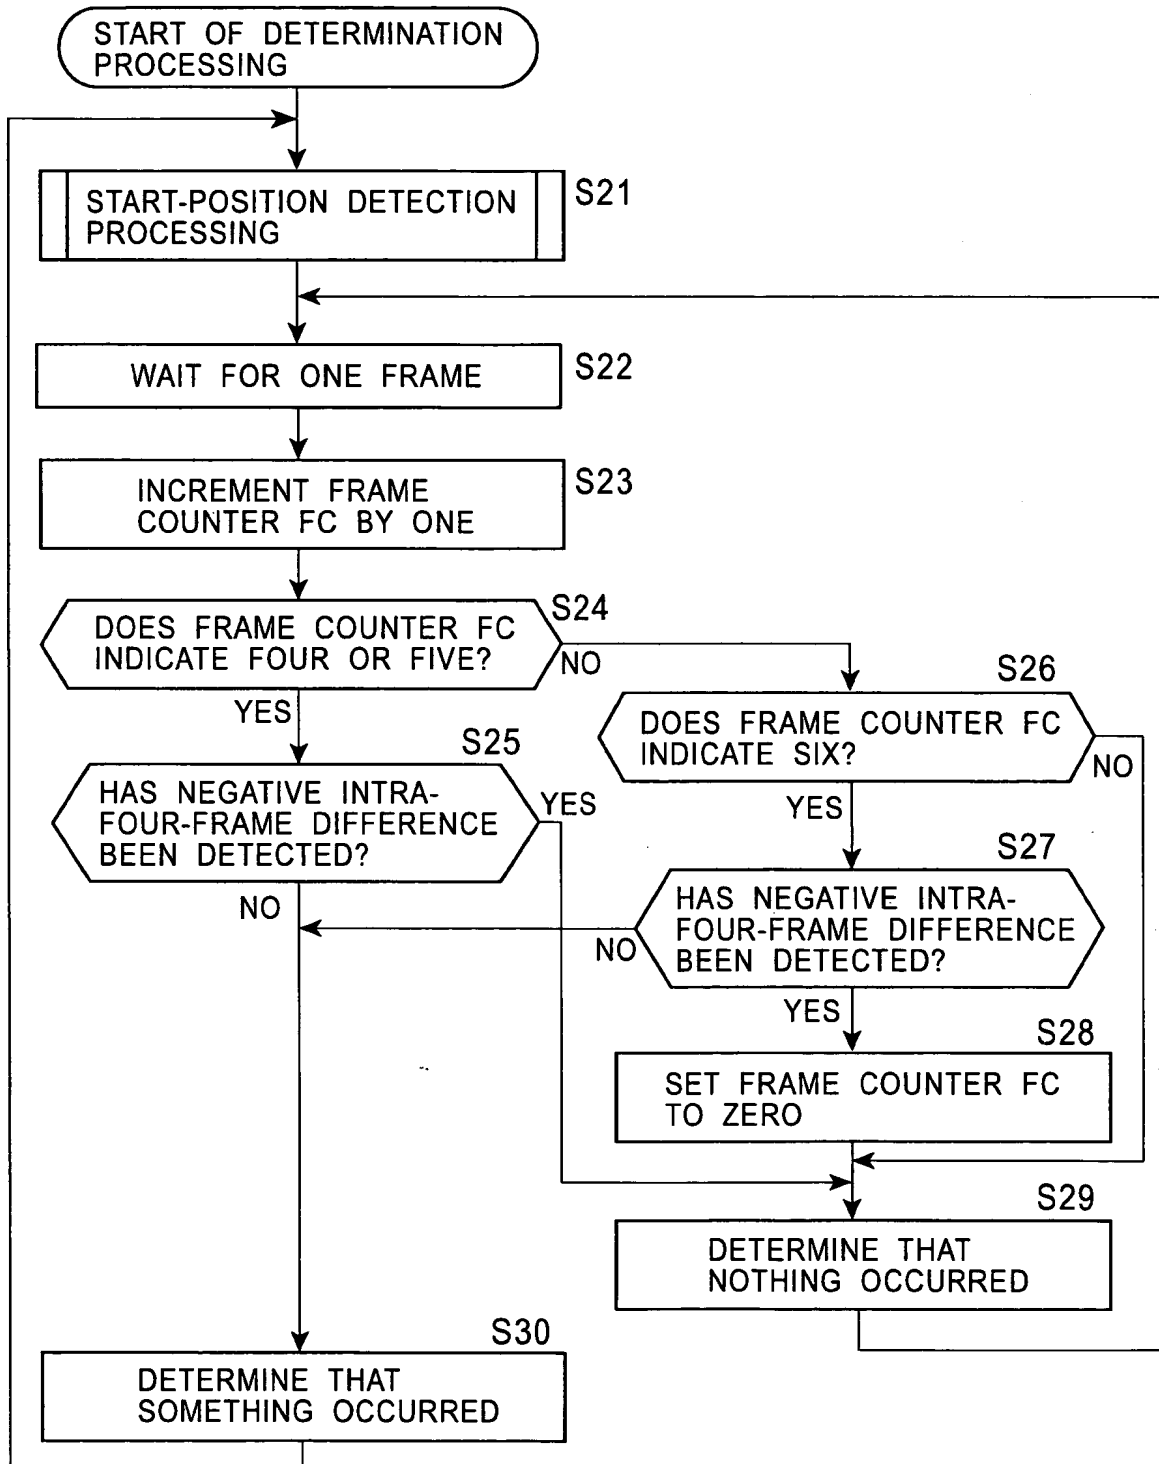 START OF DETERMINATION
PROCESSING
START-POSITION DETECTION
PROCESSING
S21
WAIT FOR ONE FRAME
S22
INCREMENT FRAME
COUNTER FC BY ONE
S23
DOES FRAME COUNTER FC
INDICATE FOUR OR FIVE?
S24
NO
YES
S26
DOES FRAME COUNTER FC
INDICATE SIX?
NO
YES
S25
HAS NEGATIVE INTRA-
FOUR-FRAME DIFFERENCE
BEEN DETECTED?
YES
NO
S27
HAS NEGATIVE INTRA-
FOUR-FRAME DIFFERENCE
BEEN DETECTED?
NO
YES
S28
SET FRAME COUNTER FC
TO ZERO
S29
DETERMINE THAT
NOTHING OCCURRED
S30
DETERMINE THAT
SOMETHING OCCURRED